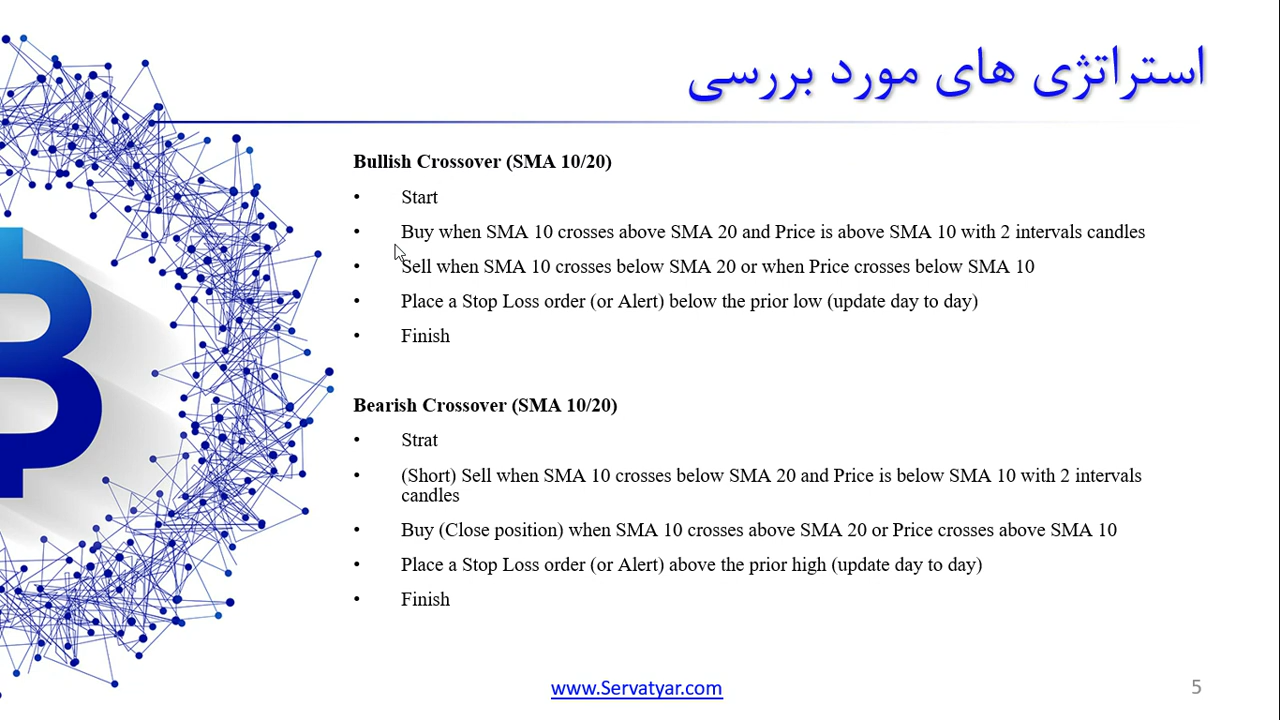 استراتژی های مورد بررسی
Bullish Crossover (SMA 10/20)
• Start
• Buy when SMA 10 crosses above SMA 20 and Price is above SMA 10 with 2 intervals candles
• Sell when SMA 10 crosses below SMA 20 or when Price crosses below SMA 10
• Place a Stop Loss order (or Alert) below the prior low (update day to day)
• Finish
Bearish Crossover (SMA 10/20)
• Strat
• (Short) Sell when SMA 10 crosses below SMA 20 and Price is below SMA 10 with 2 intervals
candles
• Buy (Close position) when SMA 10 crosses above SMA 20 or Price crosses above SMA 10
• Place a Stop Loss order (or Alert) above the prior high (update day to day)
• Finish
www.Servatyar.com
5